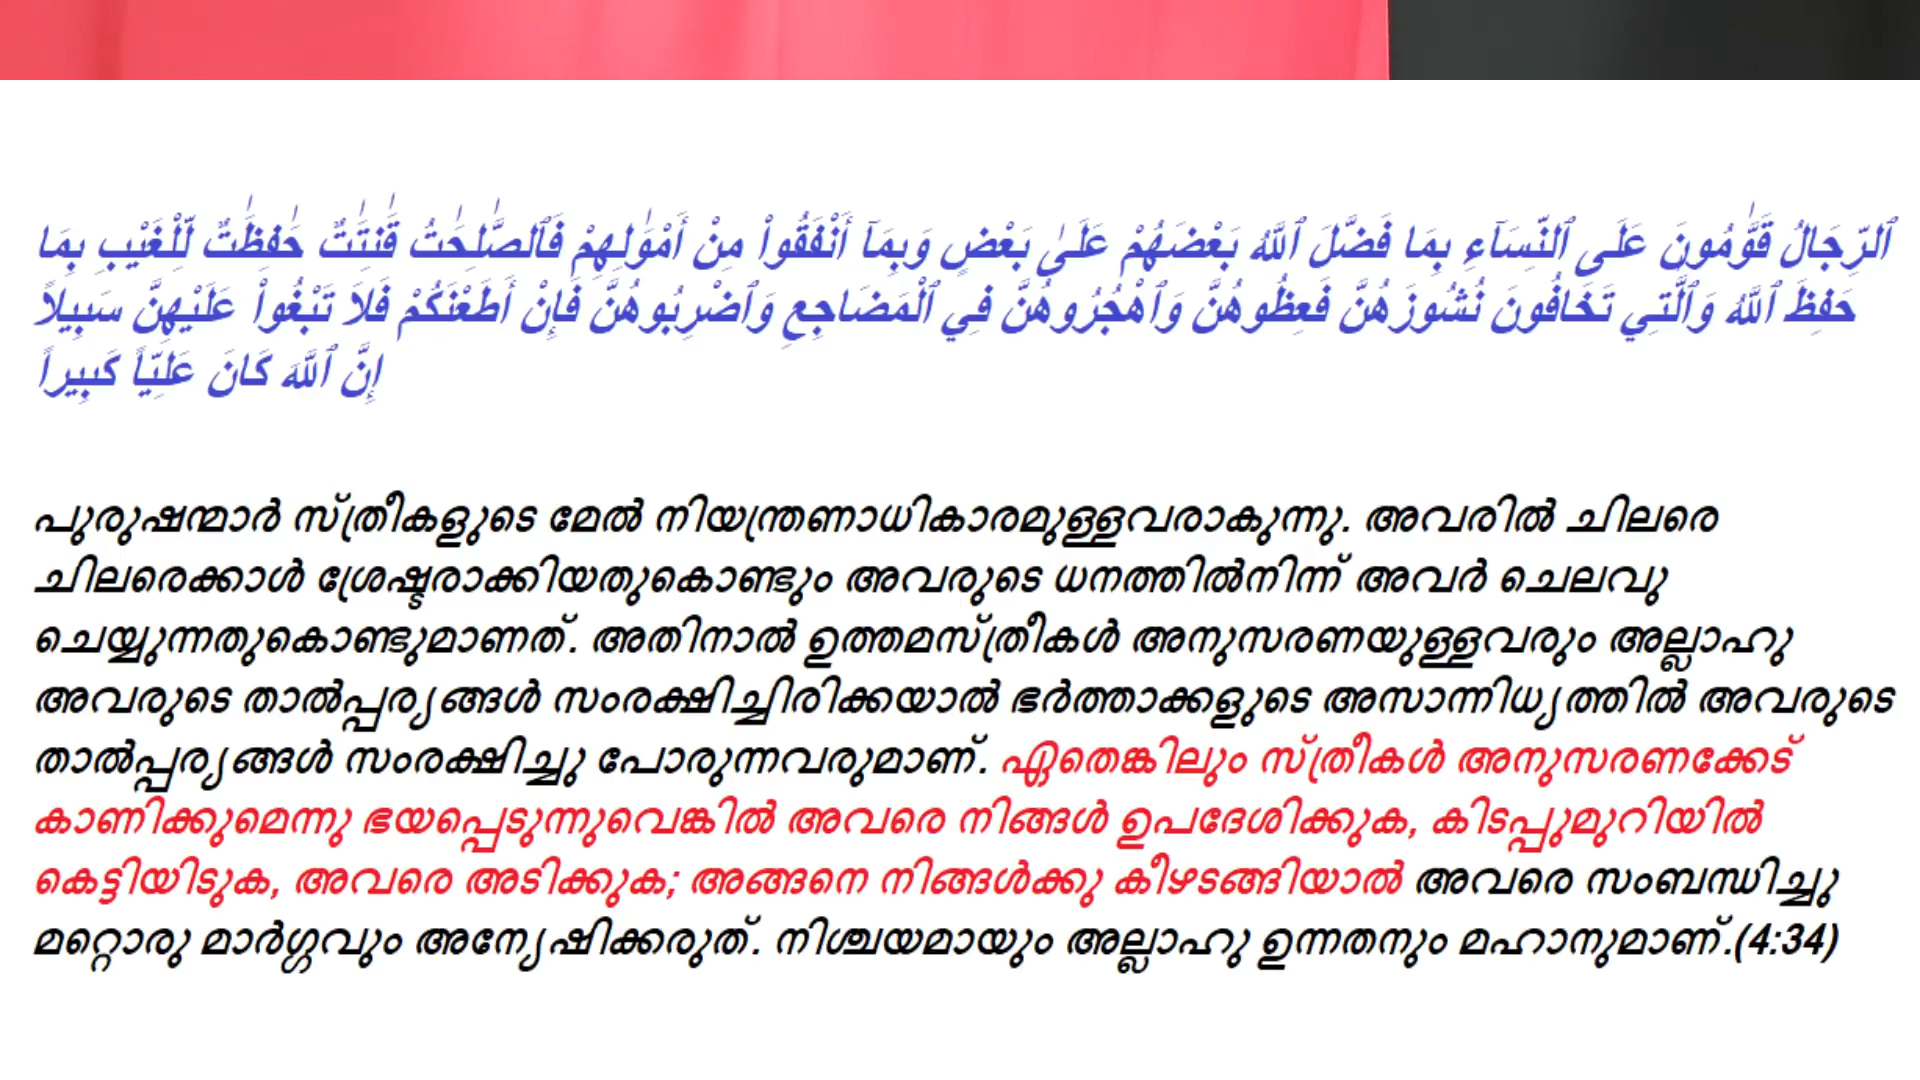 ٱلرِّجَالُ قَوَّٰمُونَ عَلَى ٱلنِّسَآءِ بِمَا فَضَّلَ ٱللَّهُ بَعْضَهُمْ عَلَىٰ بَعْضٍ وَبِمَآ أَنْفَقُواْ مِنْ أَمْوَٰلِهِمْ فَٱلصَّٰلِحَٰتُ قَٰنِتَٰتٌ حَٰفِظَٰتٌ لِّلْغَيْبِ بِمَا
حَفِظَ ٱللَّهُ وَٱلَّٰتِي تَخَافُونَ نُشُوزَهُنَّ فَعِظُوهُنَّ وَٱهْجُرُوهُنَّ فِي ٱلْمَضَاجِعِ وَٱضْرِبُوهُنَّ فَإِنْ أَطَعْنَكُمْ فَلاَ تَبْغُواْ عَلَيْهِنَّ سَبِيلاً
إِنَّ ٱللَّهَ كَانَ عَلِيّاً كَبِيراً
പുരുഷന്മാർ സ്ത്രീകളുടെ മേൽ നിയന്ത്രണാധികാരമുള്ളവരാകുന്നു. അവരിൽ ചിലരെ
ചിലരെക്കാൾ ശ്രേഷ്ടരാക്കിയതുകൊണ്ടും അവരുടെ ധനത്തിൽനിന്ന് അവർ ചെലവു
ചെയ്യുന്നതുകൊണ്ടുമാണത്. അതിനാൽ ഉത്തമസ്ത്രീകൾ അനുസരണയുള്ളവരും അല്ലാഹു
അവരുടെ താൽപ്പര്യങ്ങൾ സംരക്ഷിച്ചിരിക്കയാൽ ഭർത്താക്കളുടെ അസാന്നിധ്യത്തിൽ അവരുടെ
താൽപ്പര്യങ്ങൾ സംരക്ഷിച്ചു പോരുന്നവരുമാണ്. ഏതെങ്കിലും സ്ത്രീകൾ അനുസരണക്കേട്
കാണിക്കുമെന്നു ഭയപ്പെടുന്നുവെങ്കിൽ അവരെ നിങ്ങൾ ഉപദേശിക്കുക, കിടപ്പുമുറിയിൽ
കെട്ടിയിടുക, അവരെ അടിക്കുക; അങ്ങനെ നിങ്ങൾക്കു കീഴടങ്ങിയാൽ അവരെ സംബന്ധിച്ചു
മറ്റൊരു മാർഗ്ഗവും അന്യേഷിക്കരുത്. നിശ്ചയമായും അല്ലാഹു ഉന്നതനും മഹാനുമാണ്.(4:34)